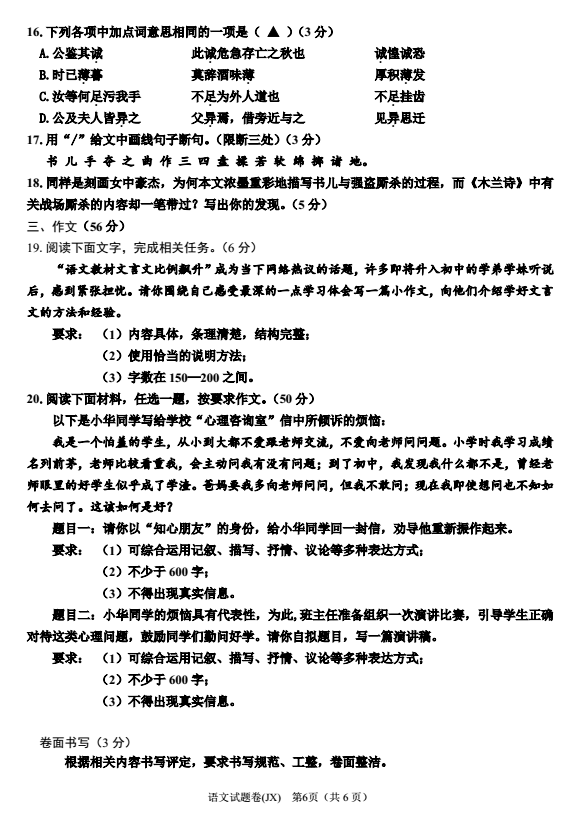 16.下列各项中加点词意思相同的一项是（ ▲ ）（3 分）
A.公鉴其诚 此诚危急存亡之秋也 诚惶诚恐
B.时已薄暮 莫辞酒味薄 厚积薄发
C.汝等何足污我手 不足为外人道也 不足挂齿
D.公及夫人皆异之 父异焉，借旁近与之 见异思迁
17.用“/”给文中画线句子断句。（限断三处）（3 分）
书 儿 手 夺 之 曲 作 三 四 盘 揉 若 软 绵 掷 诸 地。
18.同样是刻画女中豪杰，为何本文浓墨重彩地描写书儿与强盗厮杀的过程，而《木兰诗》中有
关战场厮杀的内容却一笔带过？写出你的发现。（5 分）
三、作文（56 分）
19. 阅读下面文字，完成相关任务。（6 分）
“语文教材文言文比例飙升”成为当下网络热议的话题，许多即将升入初中的学弟学妹听说
后，感到紧张担忧。请你围绕自己感受最深的一点学习体会写一篇小作文，向他们介绍学好文言
文的方法和经验。
要求： （1）内容具体，条理清楚，结构完整；
（2）使用恰当的说明方法；
（3）字数在 150—200 之间。
20. 阅读下面材料，任选一题，按要求作文。（50 分）
以下是小华同学写给学校“心理咨询室”信中所倾诉的烦恼：
我是一个怕羞的学生，从小到大都不爱跟老师交流，不爱向老师问问题。小学时我学习成绩
名列前茅，老师比较看重我，会主动问我有没有问题；到了初中，我发现我什么都不是，曾经老
师眼里的好学生似乎成了学渣。爸妈要我多向老师问问，但我不敢问；现在我即使想问也不知如
何去问了。这该如何是好？
题目一：请你以“知心朋友”的身份，给小华同学回一封信，劝导他重新振作起来。
要求： （1）可综合运用记叙、描写、抒情、议论等多种表达方式；
（2）不少于 600 字；
（3）不得出现真实信息。
题目二：小华同学的烦恼具有代表性，为此,班主任准备组织一次演讲比赛，引导学生正确
对待这类心理问题，鼓励同学们勤问好学。请你自拟题目，写一篇演讲稿。
要求： （1）可综合运用记叙、描写、抒情、议论等多种表达方式；
（2）不少于 600 字；
（3）不得出现真实信息。
卷面书写（3 分）
根据相关内容书写评定，要求书写规范、工整，卷面整洁。
语文试题卷(JX) 第6页（共 6 页）